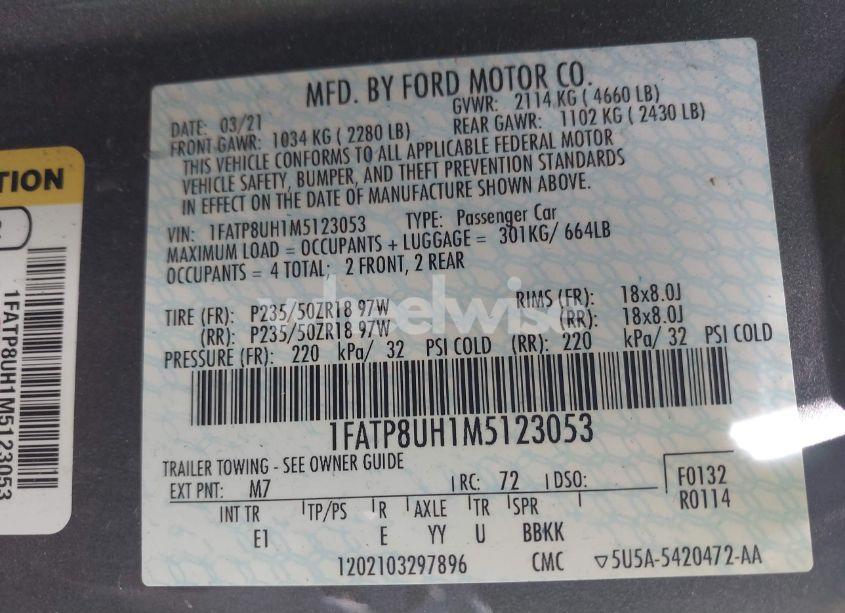 MFD. BY FORD MOTOR CO.
DATE: 03/21 GVWR: 2114 KG ( 4660 LB)
FRONT GAWR: 1034 KG ( 2280 LB) REAR GAWR: 1102 KG ( 2430 LB)
THIS VEHICLE CONFORMS TO ALL APPLICABLE FEDERAL MOTOR
VEHICLE SAFETY, BUMPER, AND THEFT PREVENTION STANDARDS
IN EFFECT ON THE DATE OF MANUFACTURE SHOWN ABOVE.
VIN: 1FATP8UH1M5123053 TYPE: Passenger Car
MAXIMUM LOAD = OCCUPANTS + LUGGAGE = 301KG/ 664LB
OCCUPANTS = 4 TOTAL; 2 FRONT, 2 REAR
TIRE (FR): P235/50ZR18 97W RIMS (FR): 18x8.0J
(RR): P235/50ZR18 97W (RR): 18x8.0J
PRESSURE (FR): 220 kPa/ 32 PSI COLD (RR): 220 kPa/ 32 PSI COLD
1FATP8UH1M5123053
TRAILER TOWING - SEE OWNER GUIDE
EXT PNT: M7 RC: 72 DSO: F0132
R0114
INT TR TP/PS R AXLE TR SPR
E1 E YY U BBKK
1202103297896 CMC ▽5U5A-5420472-AA
TION
1FATP8UH1M5123053